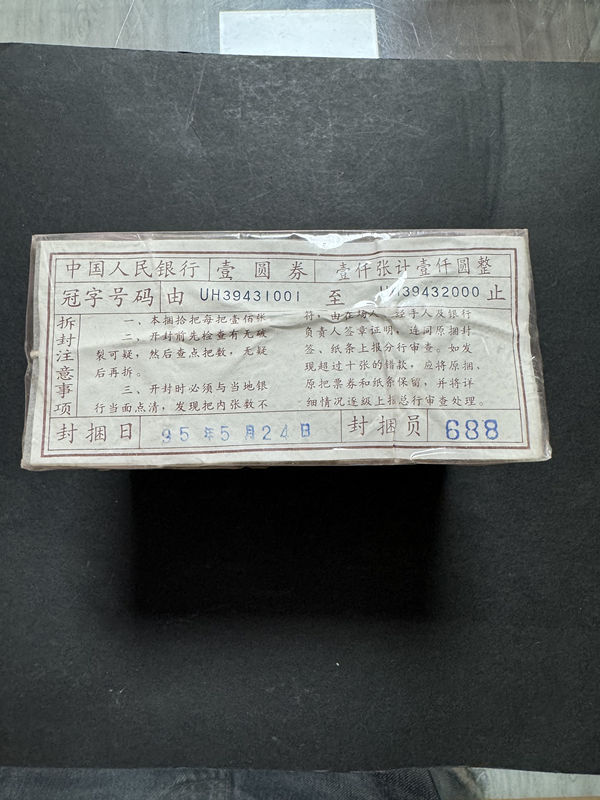 中国人民银行 壹圆券 壹仟张计壹仟圆整
冠字号码 由 UH39431001 至 UH39432000 止
拆封注意事项
一、本捆拾把每把壹佰张
二、开封前先检查有无破
裂可疑，然后查点把数，无疑
后再拆。
三、开封时必须与当地银
行当面点清，发现把内张数不
符，由在场人、经手人及银行
负责人签章证明，连同原捆封
签、纸条上报分行审查。如发
现超过十张的错款，应将原捆、
原把票券和纸条保留，并将详
细情况逐级上报总行审查处理。
封捆日 95年5月24日 封捆员 688